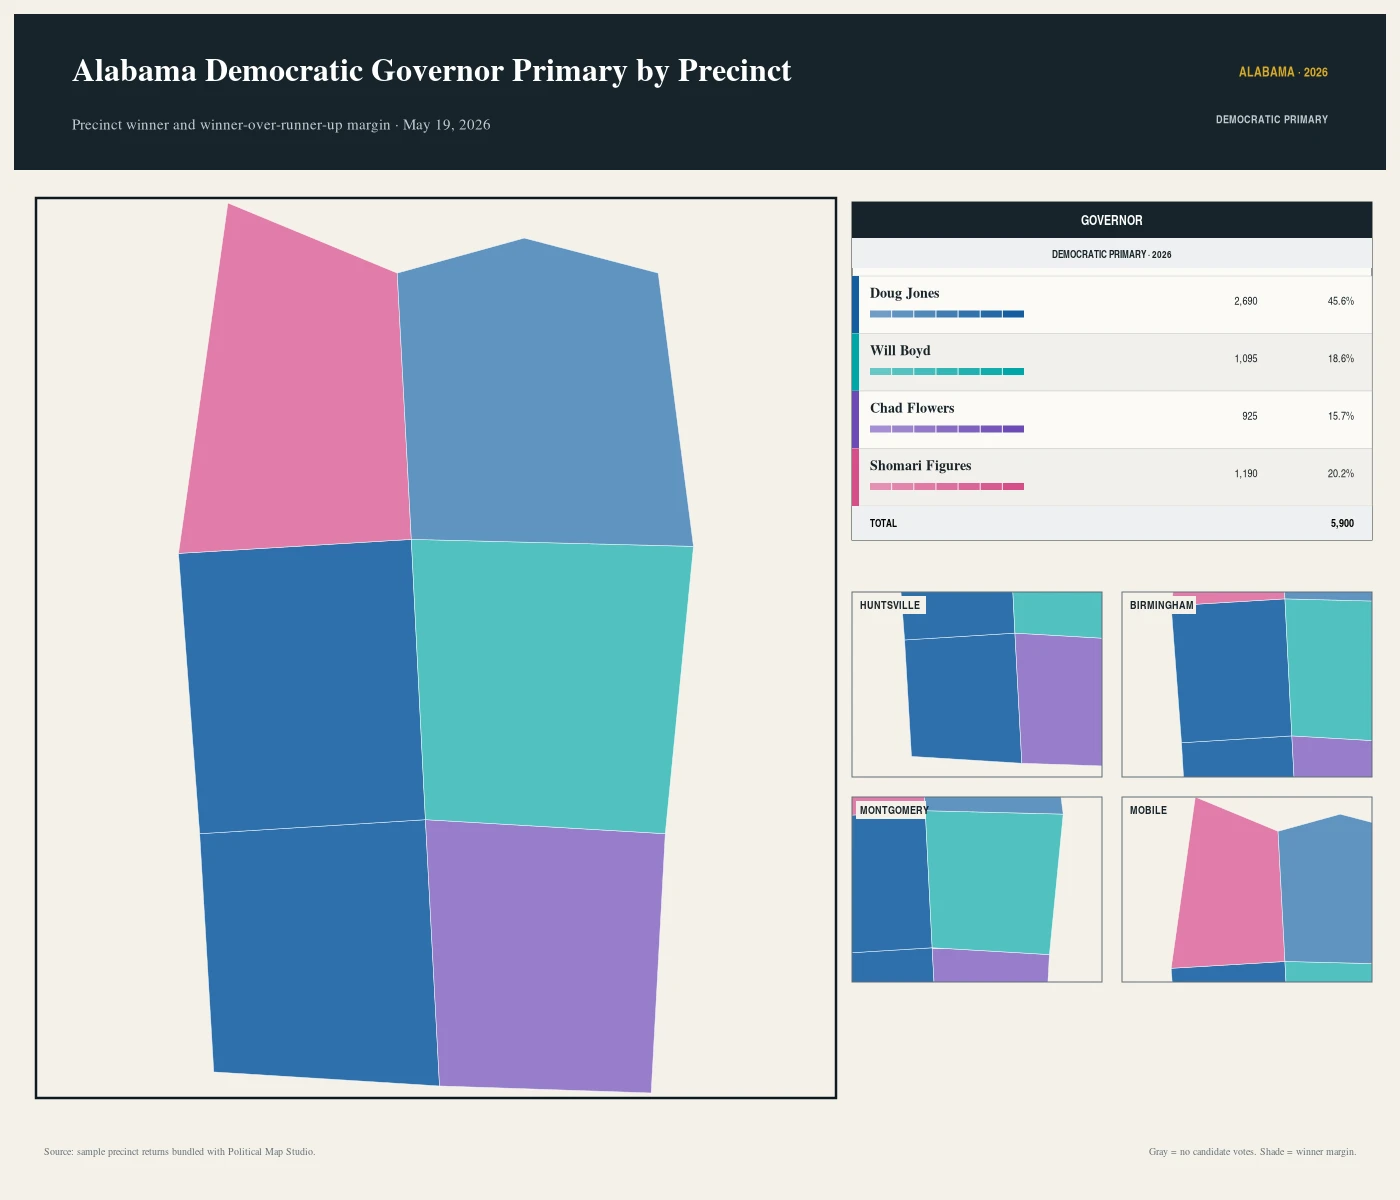 Alabama Democratic Governor Primary by Precinct
ALABAMA · 2026
Precinct winner and winner-over-runner-up margin · May 19, 2026
DEMOCRATIC PRIMARY
GOVERNOR
DEMOCRATIC PRIMARY · 2026
Doug Jones 2,690 45.6%
Will Boyd 1,095 18.6%
Chad Flowers 925 15.7%
Shomari Figures 1,190 20.2%
TOTAL 5,900
HUNTSVILLE
BIRMINGHAM
MONTGOMERY
MOBILE
Source: sample precinct returns bundled with Political Map Studio.
Gray = no candidate votes. Shade = winner margin.